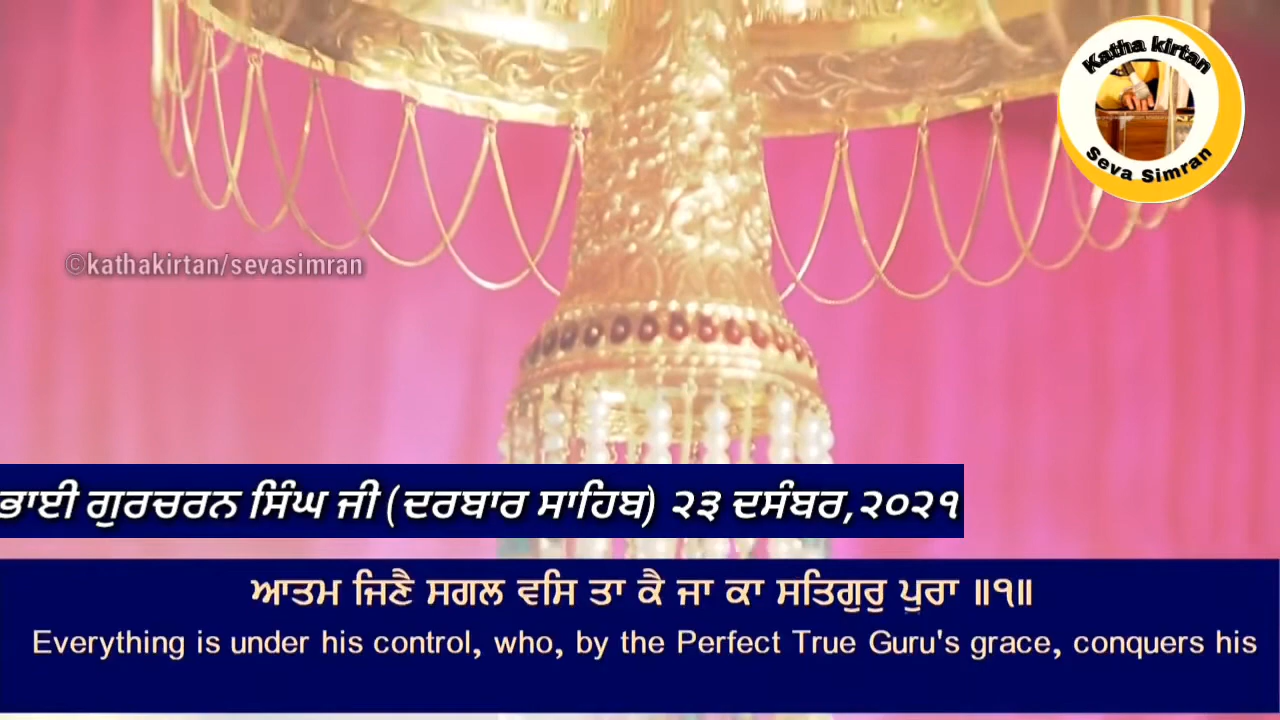 Katha kirtan
Seva Simran
©kathakirtan/sevasimran
ਭਾਈ ਗੁਰਚਰਨ ਸਿੰਘ ਜੀ (ਦਰਬਾਰ ਸਾਹਿਬ) ੨੩ ਦਸੰਬਰ,੨੦੨੧
ਆਤਮ ਜਿਣੈ ਸਗਲ ਵਸਿ ਤਾ ਕੈ ਜਾ ਕਾ ਸਤਿਗੁਰੁ ਪੂਰਾ ॥੧॥
Everything is under his control, who, by the Perfect True Guru's grace, conquers his